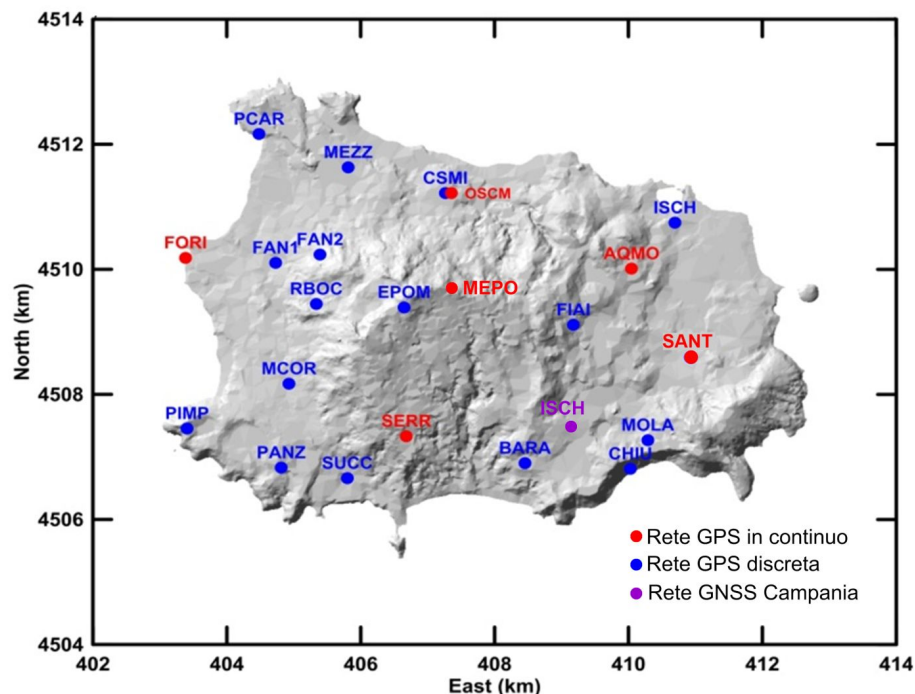 4514
4512
4510
4508
4506
4504
North (km)
PCAR
MEZZ
CSMI
OSCM
ISCH
FORI
FAN1
FAN2
AQMO
RBOC
EPOM
MEPO
FIAI
SANT
MCOR
PIMP
SERR
ISCH
PANZ
SUCC
BARA
MOLA
CHIU
Rete GPS in continuo
Rete GPS discreta
Rete GNSS Campania
402 404 406 408 410 412 414
East (km)